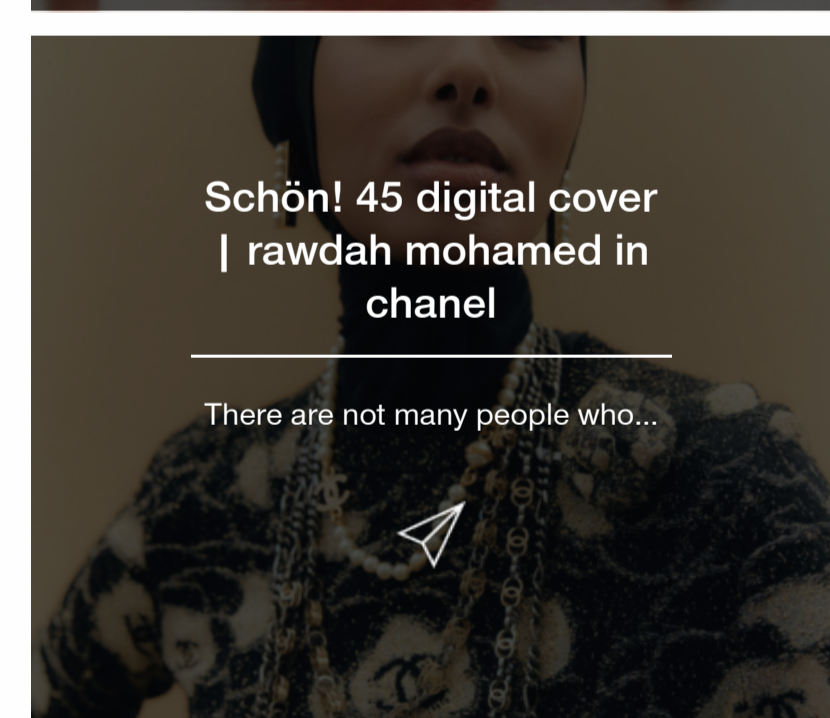 Schön! 45 digital cover
| rawdah mohamed in
chanel
There are not many people who...